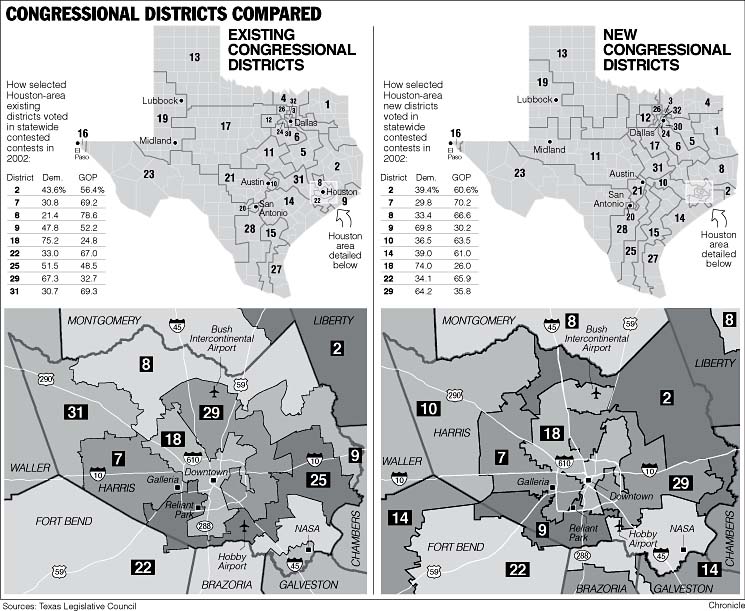 CONGRESSIONAL DISTRICTS COMPARED
EXISTING
CONGRESSIONAL
DISTRICTS
How selected
Houston-area
existing
districts voted
in statewide
contested
contests in
2002:
District Dem. GOP
2 43.6% 56.4%
7 30.8 69.2
8 21.4 78.6
9 47.8 52.2
18 75.2 24.8
22 33.0 67.0
25 51.5 48.5
29 67.3 32.7
31 30.7 69.3
13
Lubbock
19
17
Midland
16
El
Paso
23
4
32
26
3
1
12
Dallas
24
30
6
5
11
2
21
31
Austin
10
8
Houston
22
9
14
20
San
Antonio
28
15
27
Houston
area
detailed
below
NEW
CONGRESSIONAL
DISTRICTS
How selected
Houston-area
new districts
voted in
statewide
contested
contests in
2002:
District Dem. GOP
2 39.4% 60.6%
7 29.8 70.2
8 33.4 66.6
9 69.8 30.2
10 36.5 63.5
14 39.0 61.0
18 74.0 26.0
22 34.1 65.9
29 64.2 35.8
13
19
Lubbock
Midland
16
El
Paso
23
11
3
4
26
32
12
Dallas
24
30
1
17
6
5
31
Austin
10
8
2
21
San
Antonio
20
14
28
15
25
27
Houston
area
detailed
below
MONTGOMERY
45
Bush
Intercontinental
Airport
LIBERTY
2
8
290
59
31
29
18
610
7
10
Downtown
10
9
25
WALLER
HARRIS
Galleria
Reliant
Park
FORT BEND
288
NASA
CHAMBERS
Hobby
Airport
45
59
22
BRAZORIA
GALVESTON
MONTGOMERY
45
8
59
Bush
Intercontinental
Airport
8
LIBERTY
290
2
10
HARRIS
18
WALLER
7
610
10
10
29
Galleria
Downtown
14
9
Reliant
Park
Hobby
Airport
NASA
FORT BEND
288
45
CHAMBERS
59
22
14
BRAZORIA
GALVESTON
Sources: Texas Legislative Council
Chronicle